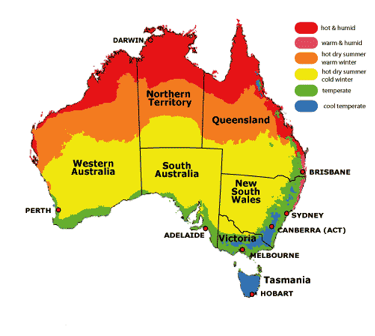 hot & humid
warm & humid
hot dry summer
warm winter
hot dry summer
cold winter
temperate
cool temperate
DARWIN
Northern
Territory
Queensland
Western
Australia
South
Australia
New
South
Wales
BRISBANE
PERTH
SYDNEY
ADELAIDE
Victoria
CANBERRA (ACT)
MELBOURNE
Tasmania
HOBART